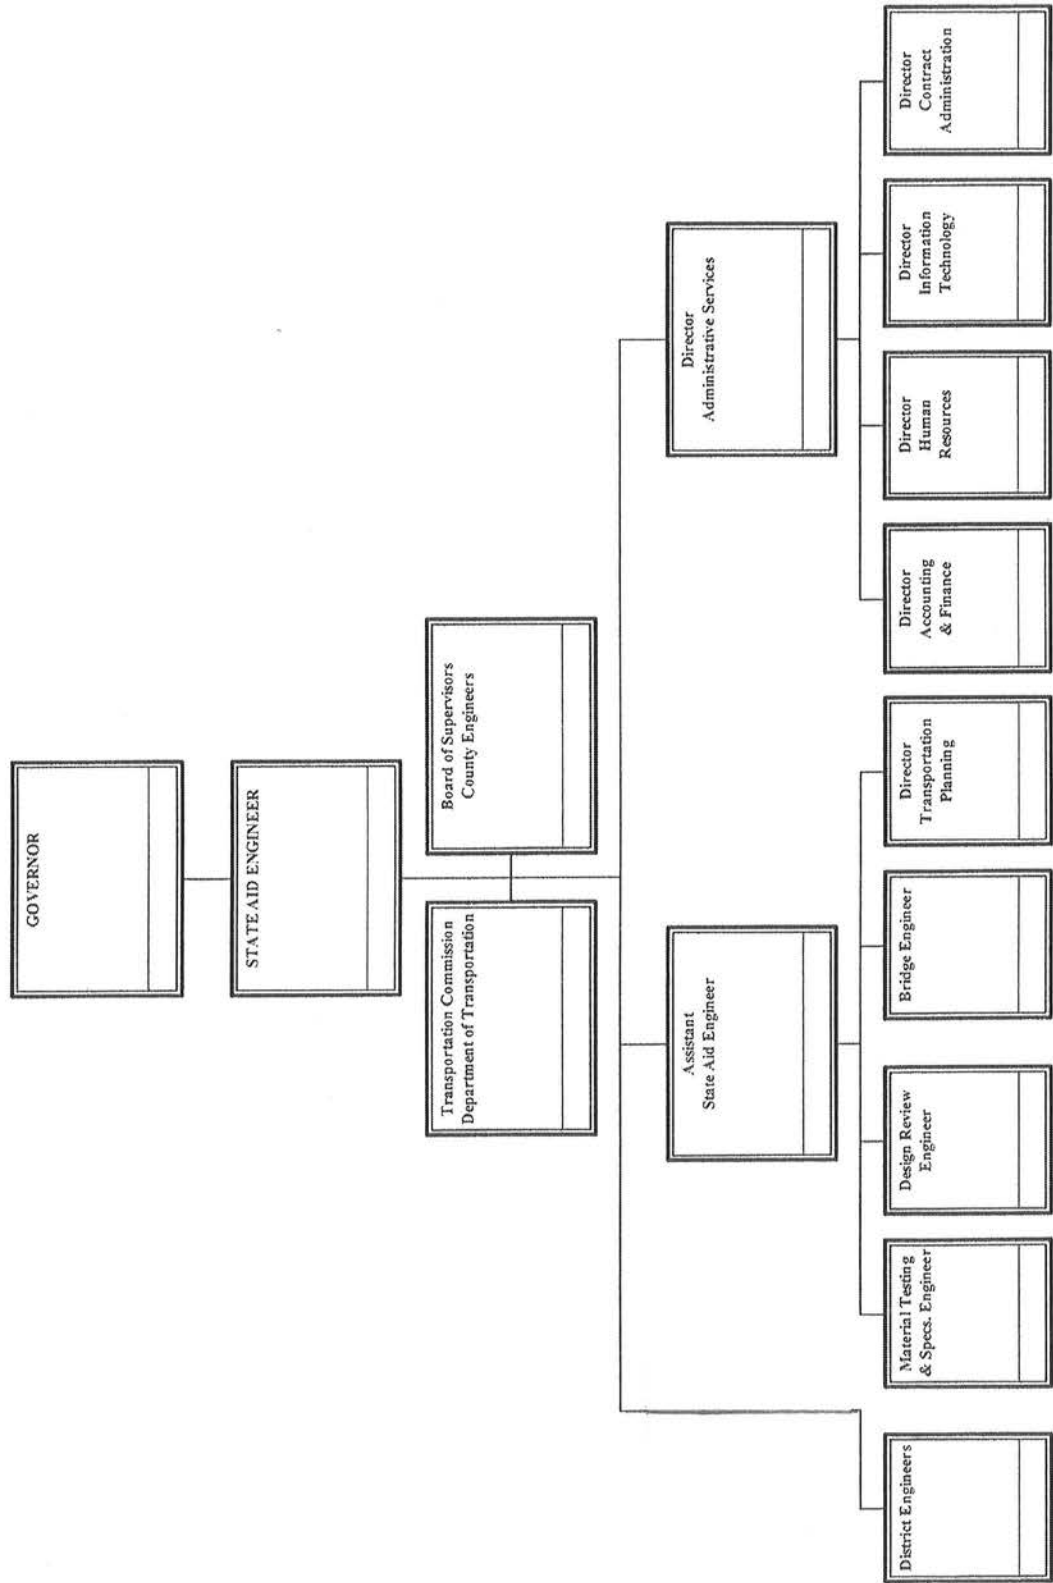 GOVERNOR
STATE AID ENGINEER
Transportation Commission
Department of Transportation
Board of Supervisors
County Engineers
Assistant
State Aid Engineer
Director
Administrative Services
District Engineers
Material Testing
& Specs. Engineer
Design Review
Engineer
Bridge Engineer
Director
Transportation
Planning
Director
Accounting
& Finance
Director
Human
Resources
Director
Information
Technology
Director
Contract
Administration